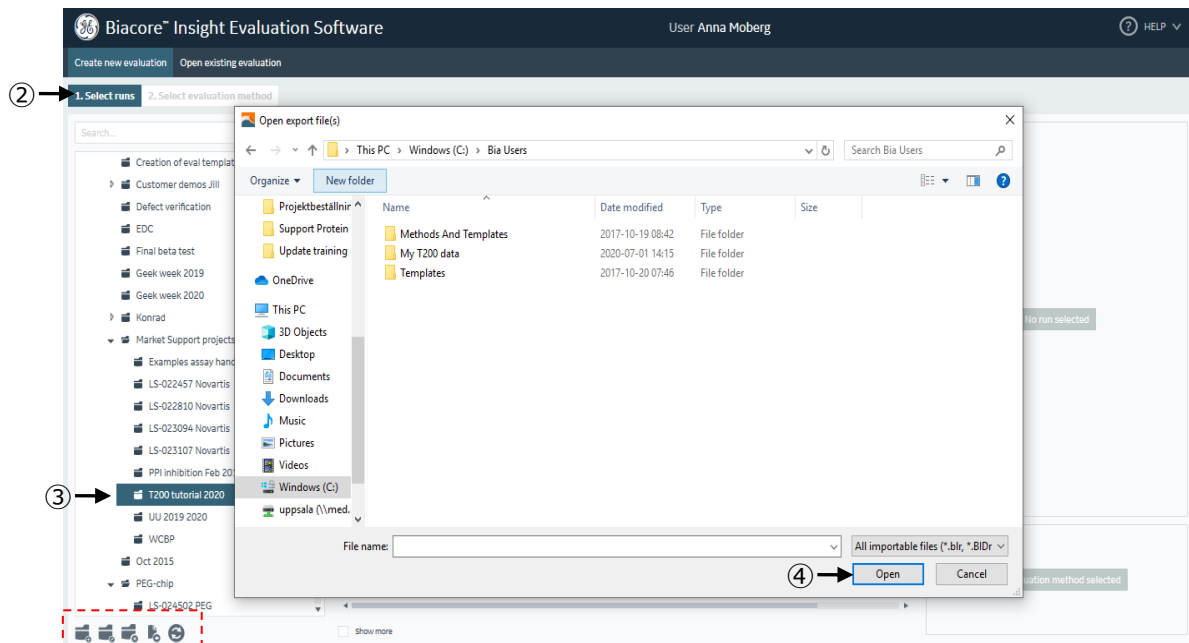 Biacore™ Insight Evaluation Software
User Anna Moberg
? HELP
Create new evaluation Open existing evaluation
②
1. Select runs 2. Select evaluation method
Search...
Creation of eval templat
Customer demos Jill
Defect verification
EDC
Final beta test
Geek week 2019
Geek week 2020
Konrad
Market Support projects
Examples assay hand
LS-022457 Novartis
LS-022810 Novartis
LS-023094 Novartis
LS-023107 Novartis
PPI inhibition Feb 201
③
T200 tutorial 2020
UU 2019 2020
WCBP
Oct 2015
PEG-chip
LS-024502 PEG
Show more
Open export file(s)
This PC > Windows (C:) > Bia Users
Search Bia Users
Organize New folder
Projektbeställnir
Support Protein
Update training
OneDrive
This PC
3D Objects
Desktop
Documents
Downloads
Music
Pictures
Videos
Windows (C:)
uppsala (\\med.
Name Date modified Type Size
Methods And Templates 2017-10-19 08:42 File folder
My T200 data 2020-07-01 14:15 File folder
Templates 2017-10-20 07:46 File folder
File name: All importable files (*.blr, *.BIDr
④
Open Cancel
No run selected
uation method selected